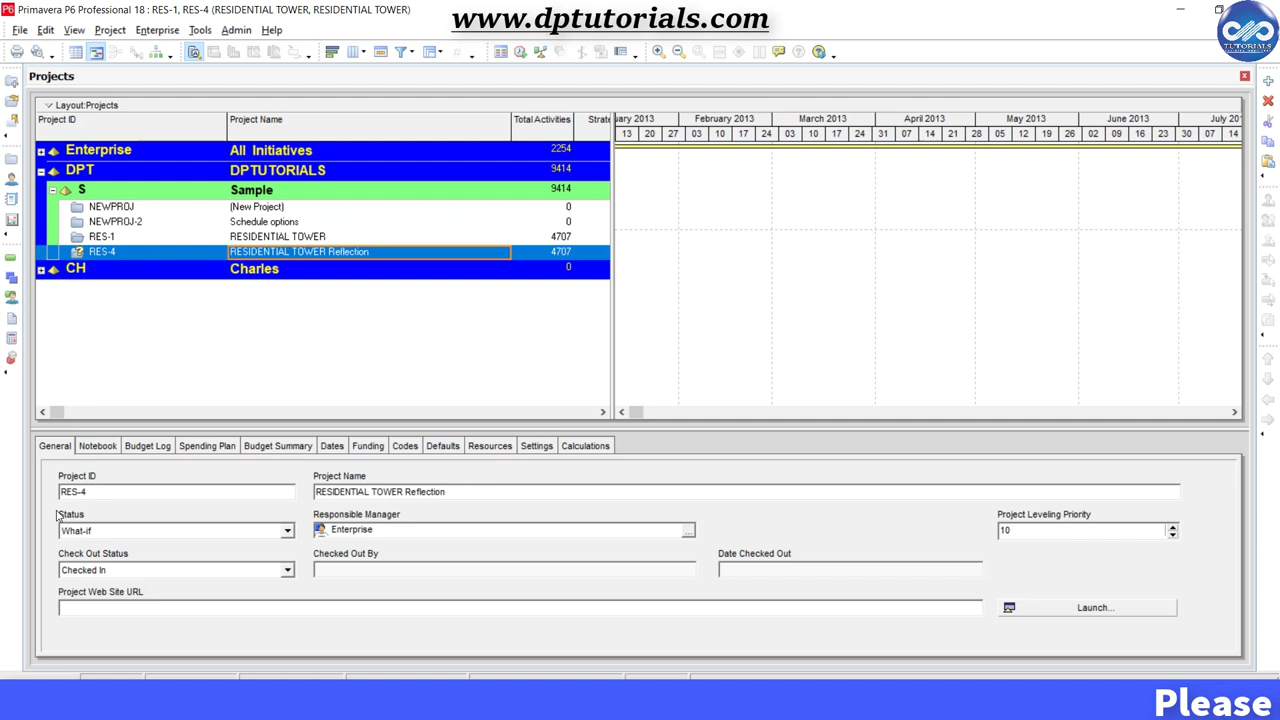 Primavera P6 Professional 18 : RES-1, RES-4 (RESIDENTIAL TOWER, RESIDENTIAL TOWER)
www.dptutorials.com
TUTORIALS
File Edit View Project Enterprise Tools Admin Help
Projects
Layout:Projects
Project ID Project Name Total Activities Strate
uary 2013 February 2013 March 2013 April 2013 May 2013 June 2013 July 201
13 20 27 03 10 17 24 03 10 17 24 31 07 14 21 28 05 12 19 26 02 09 16 23 30 07 14
Enterprise All Initiatives 2254
DPT DPTUTORIALS 9414
S Sample 9414
NEWPROJ (New Project) 0
NEWPROJ-2 Schedule options 0
RES-1 RESIDENTIAL TOWER 4707
RES-4 RESIDENTIAL TOWER Reflection 4707
CH Charles 0
General Notebook Budget Log Spending Plan Budget Summary Dates Funding Codes Defaults Resources Settings Calculations
Project ID Project Name
RES-4 RESIDENTIAL TOWER Reflection
Status Responsible Manager Project Leveling Priority
What-if Enterprise ... 10
Check Out Status Checked Out By Date Checked Out
Checked In
Project Web Site URL
Launch...
Please